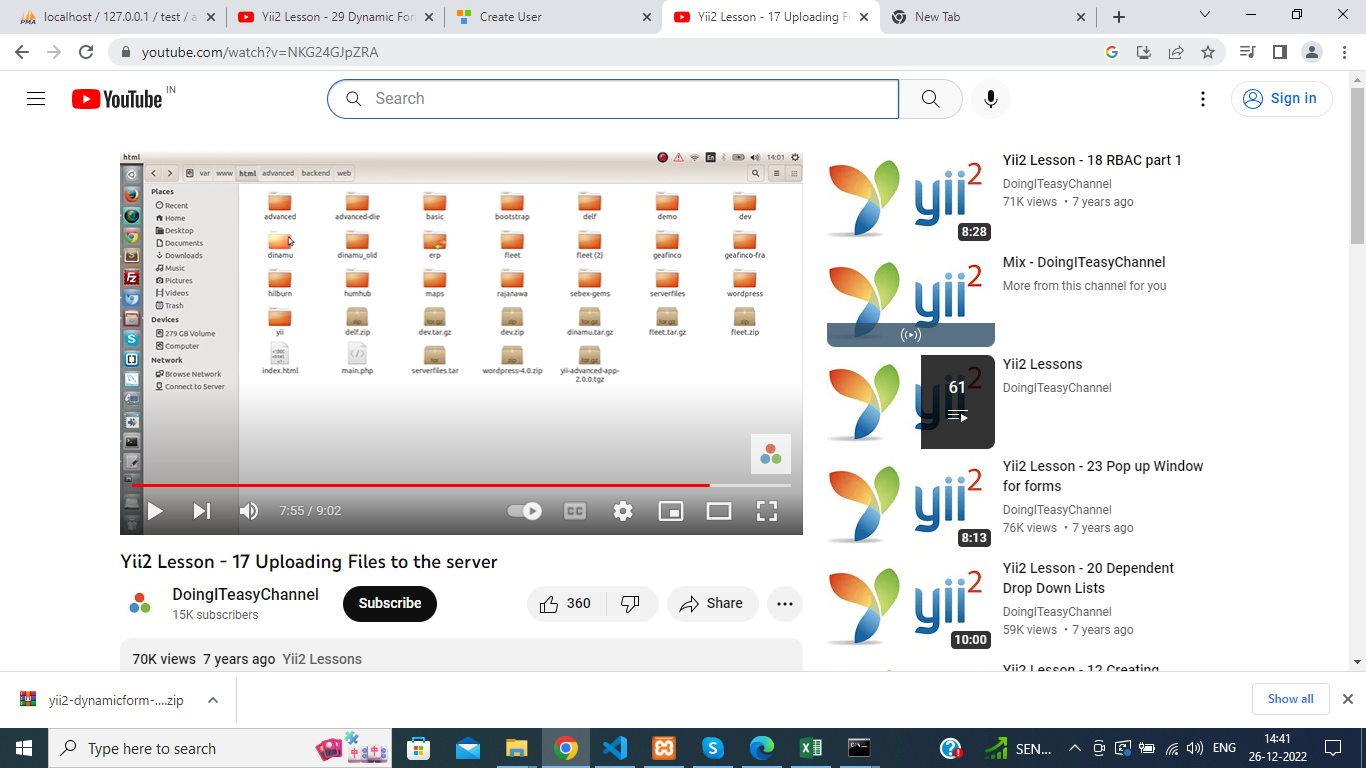 localhost / 127.0.0.1 / test / a
Yii2 Lesson - 29 Dynamic For
Create User
Yii2 Lesson - 17 Uploading Fi
New Tab
youtube.com/watch?v=NKG24GJpZRA
YouTube IN
Search
Sign in
html
En
14:01
var www html advanced backend web
Places
Recent
Home
Desktop
Documents
Downloads
Music
Pictures
Videos
Trash
Devices
279 GB Volume
Computer
Network
Browse Network
Connect to Server
advanced advanced-die basic bootstrap delf demo dev
dinamu dinamu_old erp fleet fleet (2) geafinco geafinco-fra
hilburn humhub maps rajanawa sebex-gems serverfiles wordpress
yii delf.zip dev.tar.gz dev.zip dinamu.tar.gz fleet.tar.gz fleet.zip
index.html main.php serverfiles.tar wordpress-4.0.zip yii-advanced-app-
2.0.0.tgz
7:55 / 9:02
CC
Yii2 Lesson - 17 Uploading Files to the server
DoingITeasyChannel
15K subscribers
Subscribe
360
Share
70K views 7 years ago Yii2 Lessons
yii2
8:28
Yii2 Lesson - 18 RBAC part 1
DoingITeasyChannel
71K views • 7 years ago
yii2
Mix - DoingITeasyChannel
More from this channel for you
61
Yii2 Lessons
DoingITeasyChannel
yii2
8:13
Yii2 Lesson - 23 Pop up Window
for forms
DoingITeasyChannel
76K views • 7 years ago
yii2
10:00
Yii2 Lesson - 20 Dependent
Drop Down Lists
DoingITeasyChannel
59K views • 7 years ago
Yii2 Lesson - 12 Creating
yii2-dynamicform-....zip
Show all
Type here to search
SEN...
ENG
14:41
26-12-2022